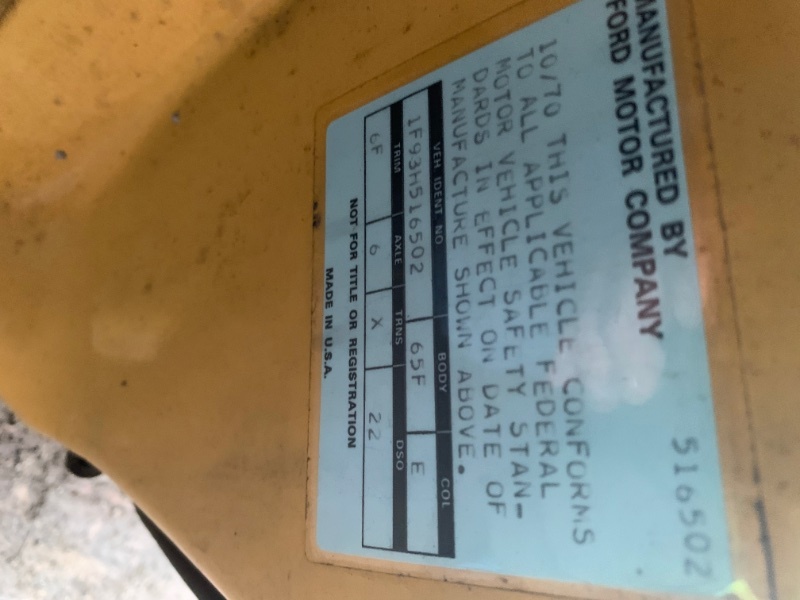 MANUFACTURED BY
FORD MOTOR COMPANY
516502
10/70 THIS VEHICLE CONFORMS
TO ALL APPLICABLE FEDERAL
MOTOR VEHICLE SAFETY STAN-
DARDS IN EFFECT ON DATE OF
MANUFACTURE SHOWN ABOVE.
VEH IDENT NO BODY COL
1F93H516502 65F E
TRIM AXLE TRNS DSO
6F 6 X 22
NOT FOR TITLE OR REGISTRATION
MADE IN U.S.A.